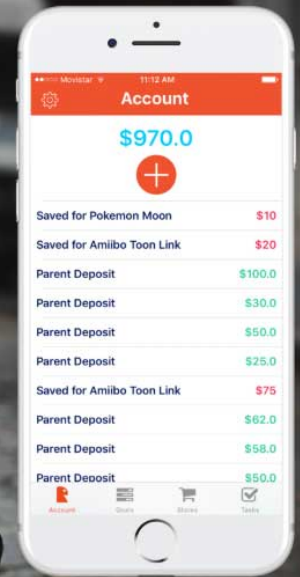 Movistar 11:12 AM
Account
$970.0
Saved for Pokemon Moon $10
Saved for Amiibo Toon Link $20
Parent Deposit $100.0
Parent Deposit $30.0
Parent Deposit $50.0
Parent Deposit $25.0
Saved for Amiibo Toon Link $75
Parent Deposit $62.0
Parent Deposit $58.0
Parent Deposit $50.0
Account Goals Stores Tasks